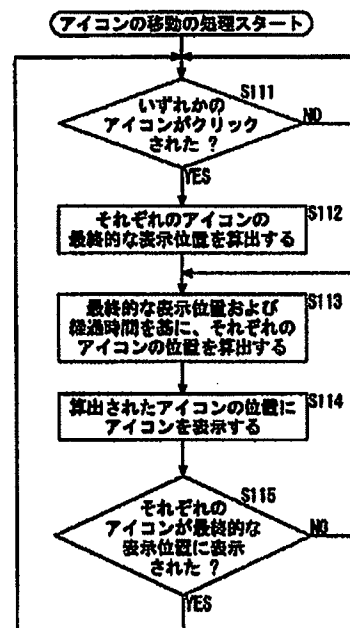 アイコンの移動の処理スタート
S111
いずれかの
アイコンがクリック
された ?
NO
YES
S112
それぞれのアイコンの
最終的な表示位置を算出する
S113
最終的な表示位置および
経過時間を基に、それぞれの
アイコンの位置を算出する
S114
算出されたアイコンの位置に
アイコンを表示する
S115
それぞれの
アイコンが最終的な
表示位置に表示
された ?
NO
YES